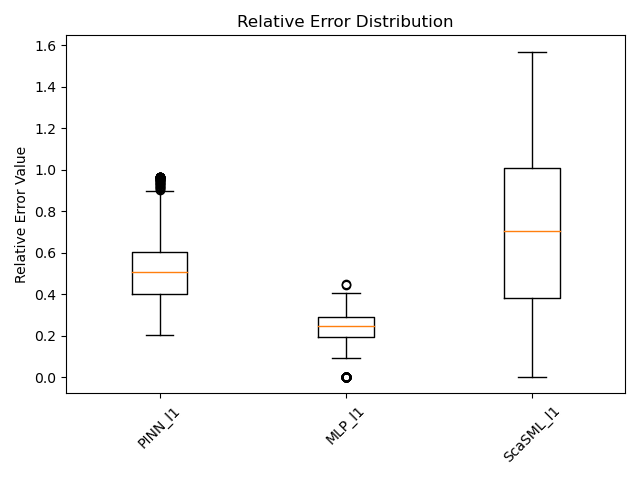 Relative Error Distribution
Relative Error Value
1.6
1.4
1.2
1.0
0.8
0.6
0.4
0.2
0.0
PINN_l1
MLP_l1
ScaSML_l1